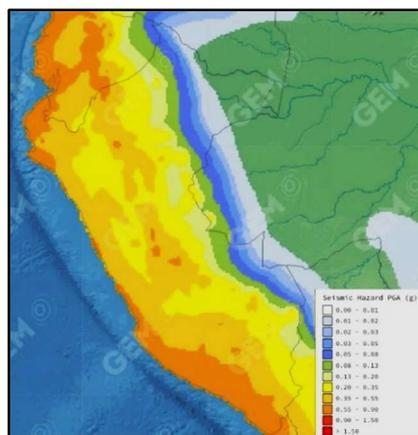 GEM
GEM
GEM
GEM
GEM
GEM
Seismic Hazard PGA (g)
0.00 - 0.01
0.01 - 0.02
0.02 - 0.03
0.03 - 0.05
0.05 - 0.08
0.08 - 0.13
0.13 - 0.20
0.20 - 0.35
0.35 - 0.55
0.55 - 0.90
0.90 - 1.50
> 1.50